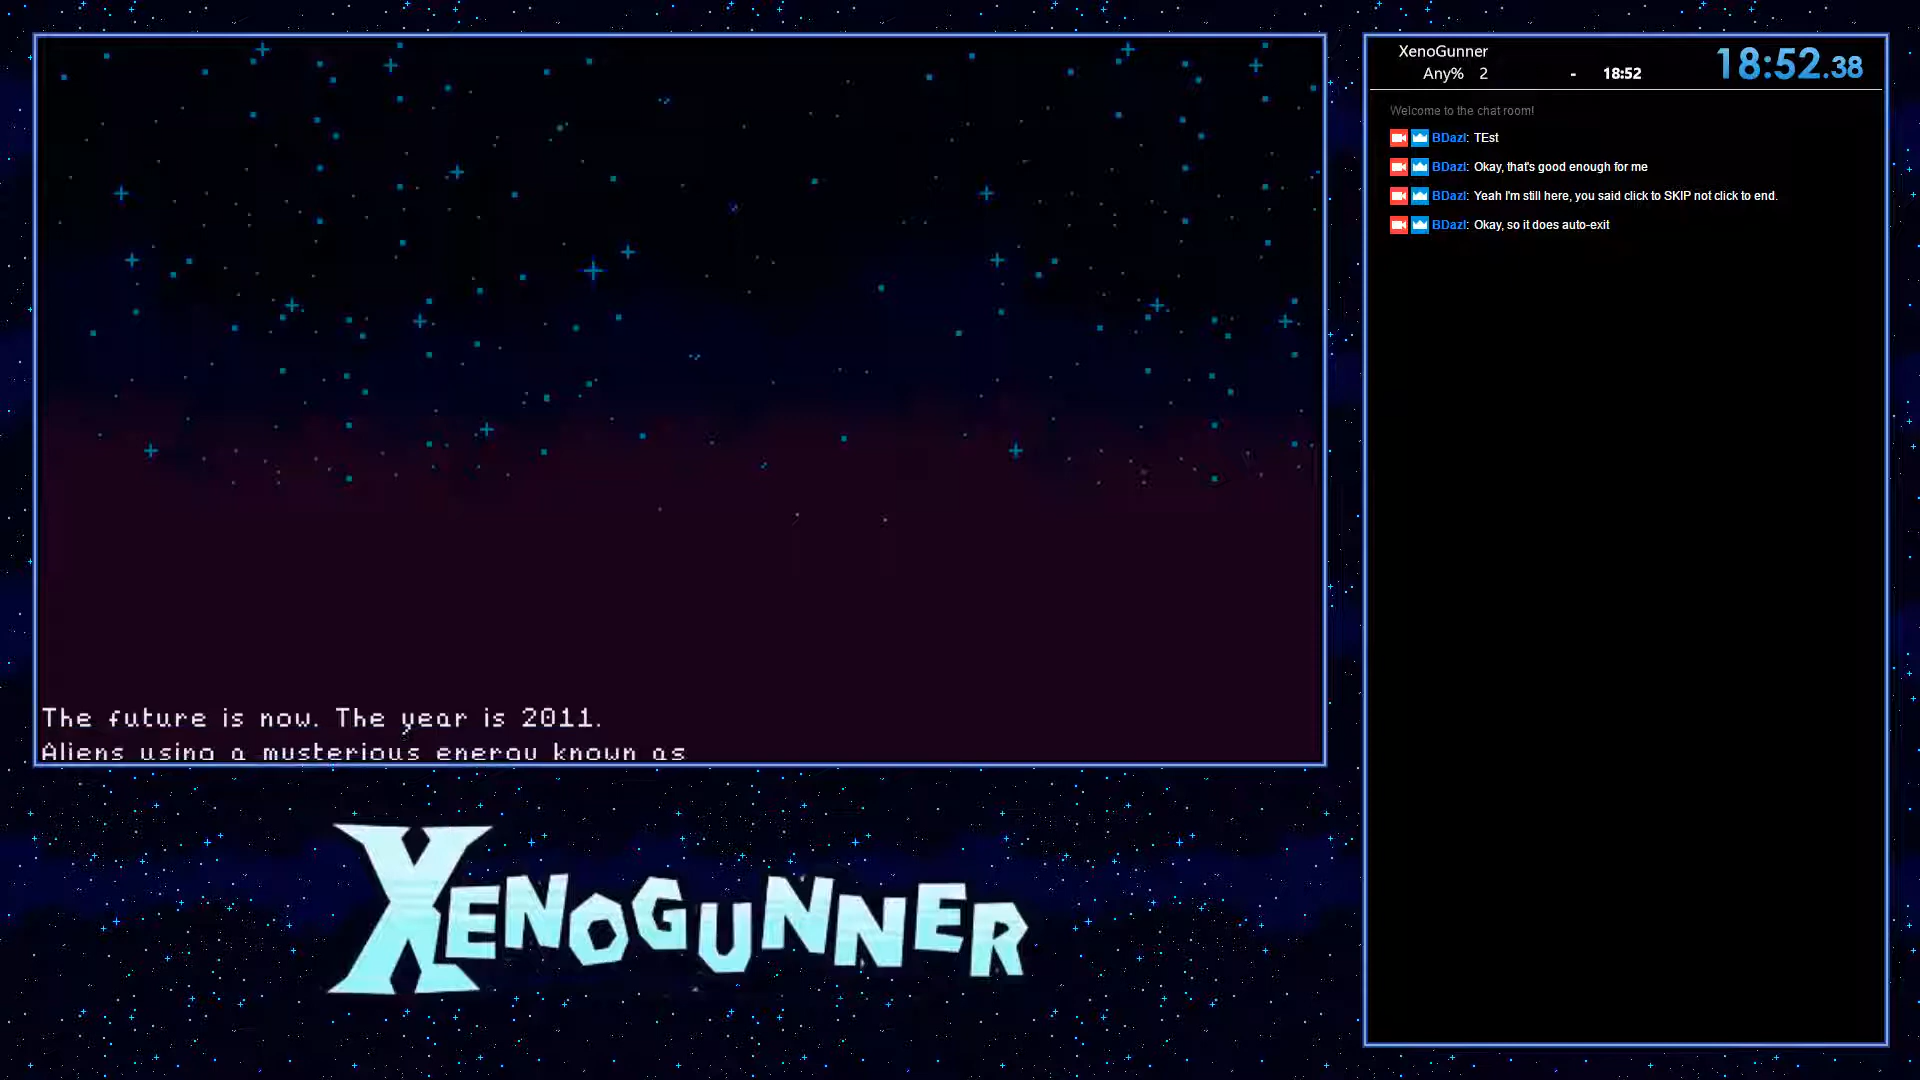 The future is now. The year is 2011.
Aliens using a mysterious energy known as
XENOGUNNER
XenoGunner
Any% 2 - 18:52
18:52.38
Welcome to the chat room!
BDazl: TEst
BDazl: Okay, that's good enough for me
BDazl: Yeah I'm still here, you said click to SKIP not click to end.
BDazl: Okay, so it does auto-exit